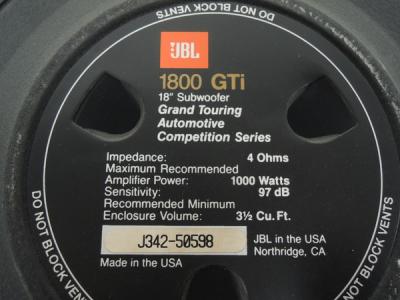 DO NOT BLOCK VENTS
JBL
1800 GTi
18" Subwoofer
Grand Touring
Automotive
Competition Series
Impedance: 4 Ohms
Maximum Recommended
Amplifier Power: 1000 Watts
Sensitivity: 97 dB
Recommended Minimum
Enclosure Volume: 3½ Cu. Ft.
J342-50598
JBL in the USA
Made in the USA
Northridge, CA
DO NOT BLOCK VENTS
DO NOT BLOCK VENTS